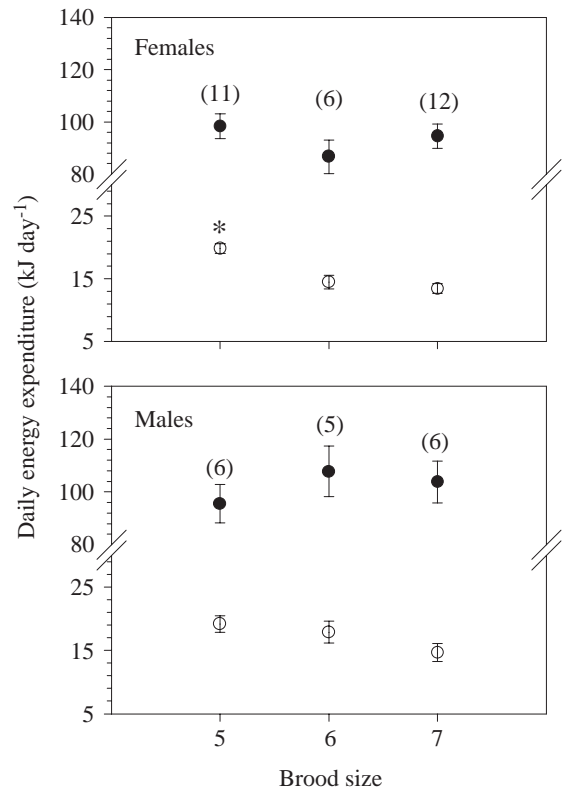 Daily energy expenditure (kJ day-1)
140
Females
120
(11) (6) (12)
100
80
*
25
15
5
140
Males
120
(6) (5) (6)
100
80
25
15
5
5 6 7
Brood size